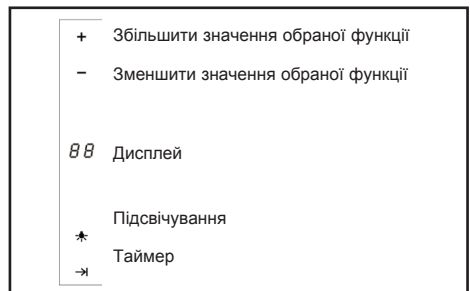 + Збільшити значення обраної функції
− Зменшити значення обраної функції
88 Дисплей
Підсвічування
Таймер